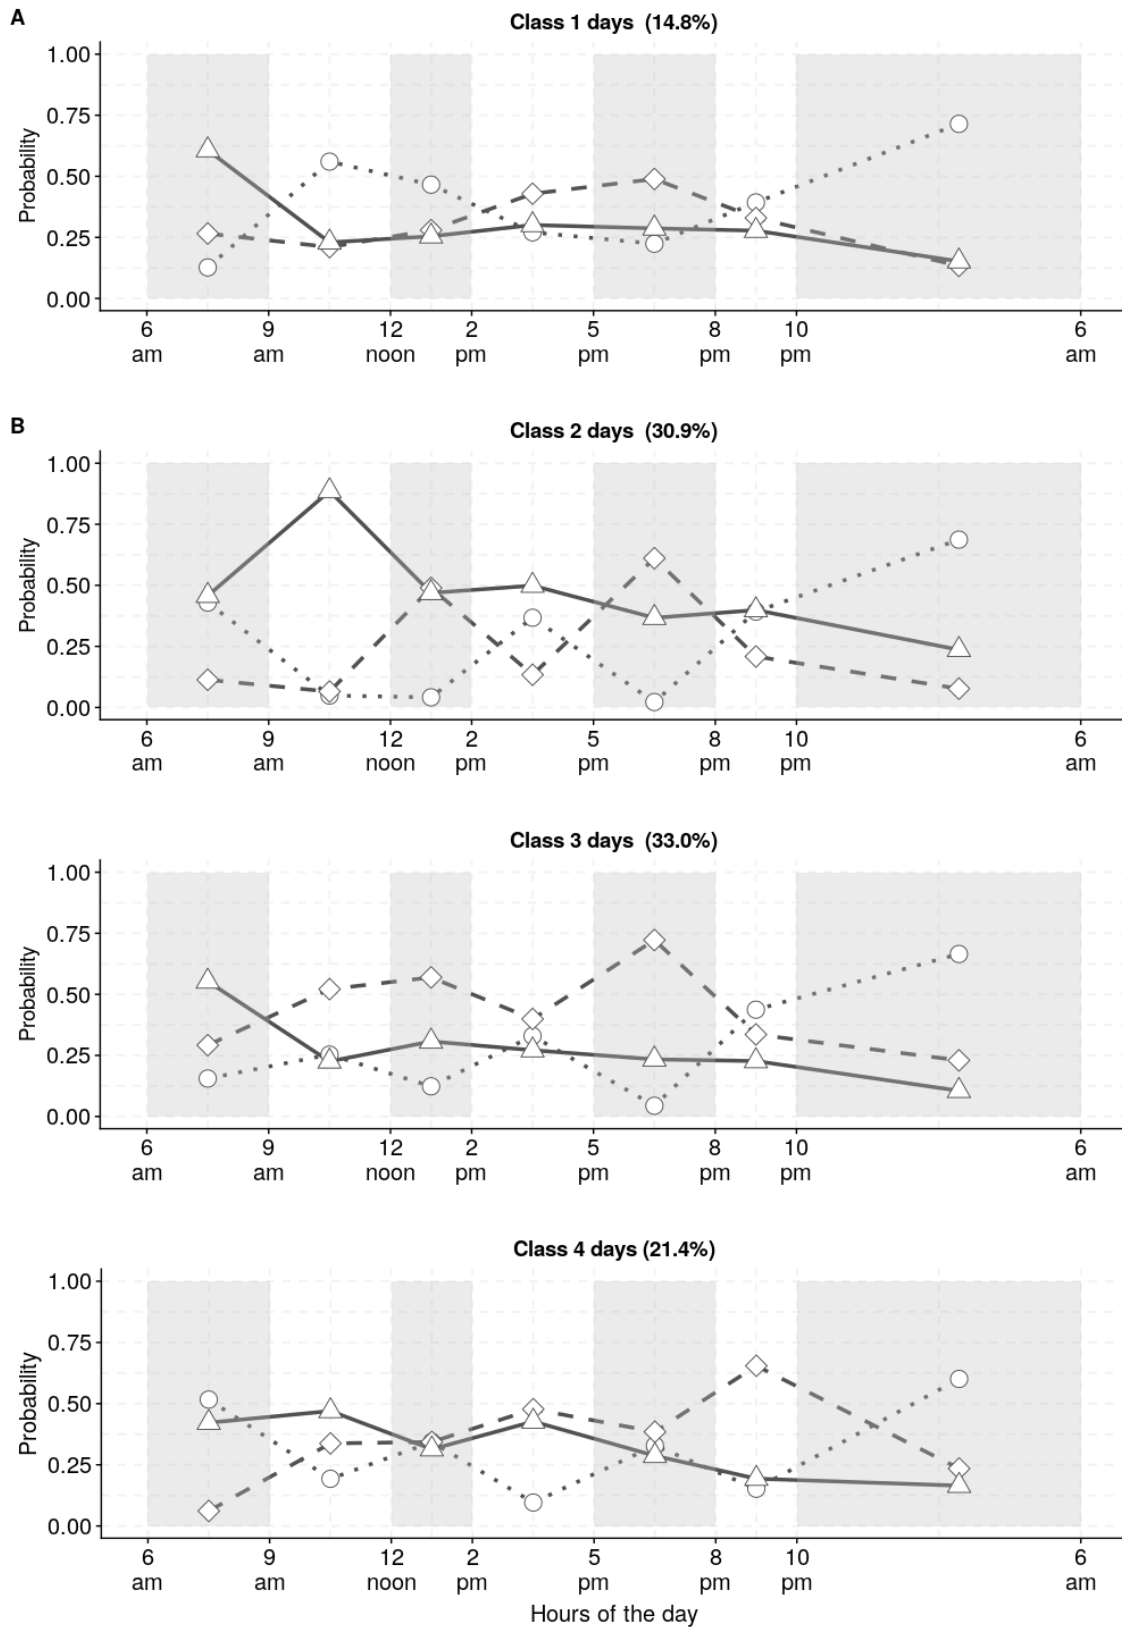 A
Class 1 days (14.8%)
Probability
1.00
0.75
0.50
0.25
0.00
6 9 12 2 5 8 10 6
am am noon pm pm pm pm am
B
Class 2 days (30.9%)
Probability
1.00
0.75
0.50
0.25
0.00
6 9 12 2 5 8 10 6
am am noon pm pm pm pm am
Class 3 days (33.0%)
Probability
1.00
0.75
0.50
0.25
0.00
6 9 12 2 5 8 10 6
am am noon pm pm pm pm am
Class 4 days (21.4%)
Probability
1.00
0.75
0.50
0.25
0.00
6 9 12 2 5 8 10 6
am am noon pm pm pm pm am
Hours of the day